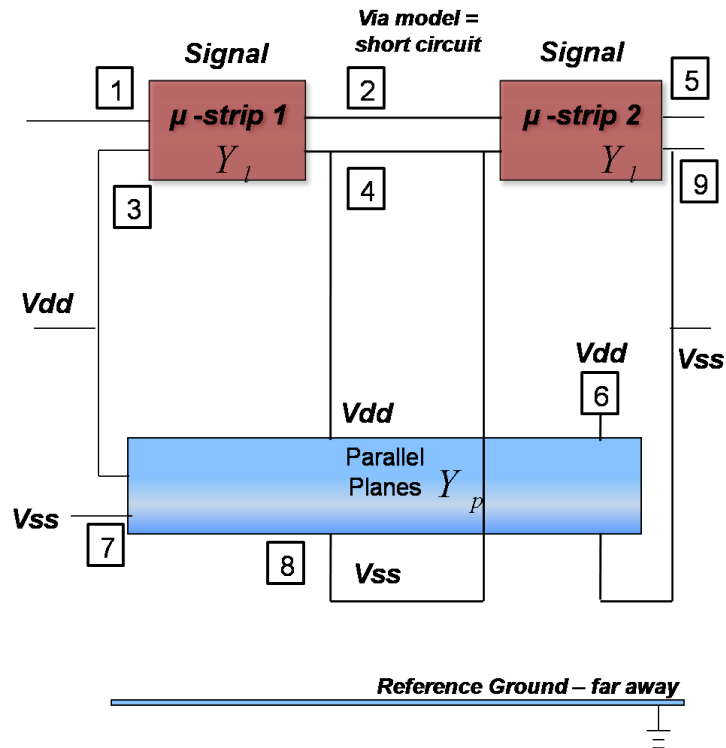 Via model =
short circuit
Signal
Signal
1
2
5
μ -strip 1
μ -strip 2
Y l
Y l
3
4
9
Vdd
Vss
Vdd
6
Vdd
Parallel
Planes
Y p
Vss
7
8
Vss
Reference Ground – far away